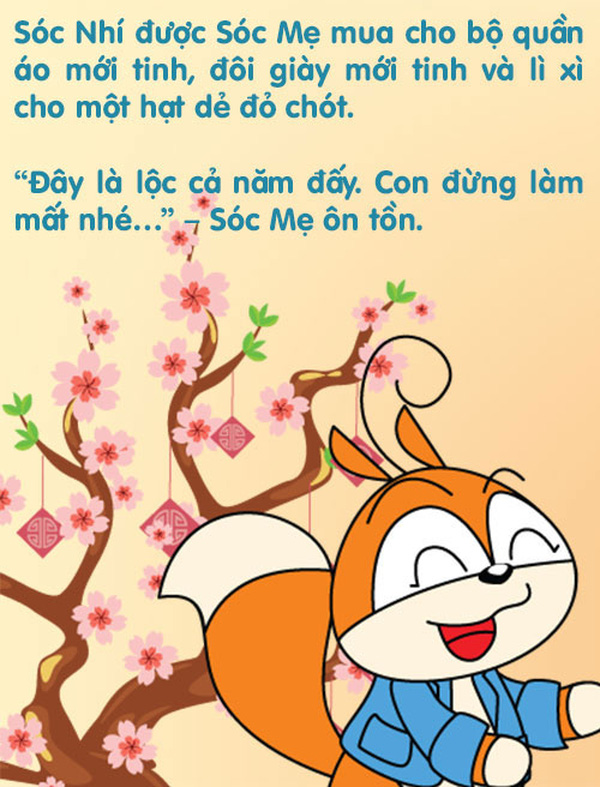 Sóc Nhí được Sóc Mẹ mua cho bộ quần
áo mới tinh, đôi giày mới tinh và lì xì
cho một hạt dẻ đỏ chót.
“Đây là lộc cả năm đấy. Con đừng làm
mất nhé...” – Sóc Mẹ ôn tồn.